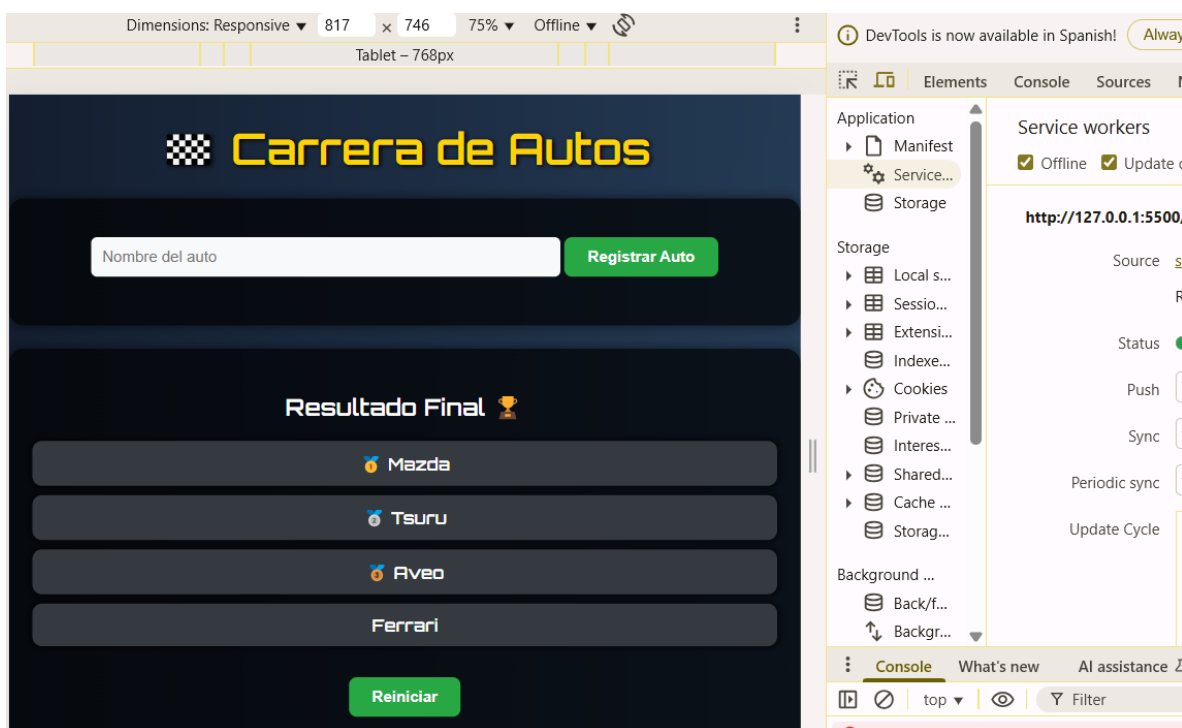 Dimensions: Responsive ▼ 817 × 746 75% ▼ Offline ▼
Tablet – 768px
Carrera de Autos
Nombre del auto
Registrar Auto
Resultado Final
Mazda
Tsuru
Aveo
Ferrari
Reiniciar
DevTools is now available in Spanish!
Elements Console Sources
Application
Manifest
Service...
Storage
Storage
Local s...
Sessio...
Extensi...
Indexe...
Cookies
Private ...
Interes...
Shared...
Cache ...
Storag...
Background ...
Back/f...
Backgr...
Service workers
Offline Update
http://127.0.0.1:5500/
Source
Status
Push
Sync
Periodic sync
Update Cycle
Console What's new AI assistance
top ▼ Filter